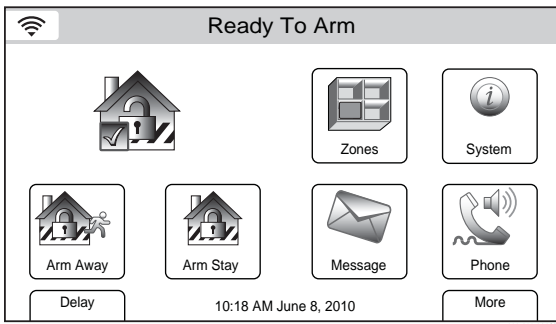 Ready To Arm
Zones
System
Arm Away
Arm Stay
Message
Phone
Delay
10:18 AM June 8, 2010
More